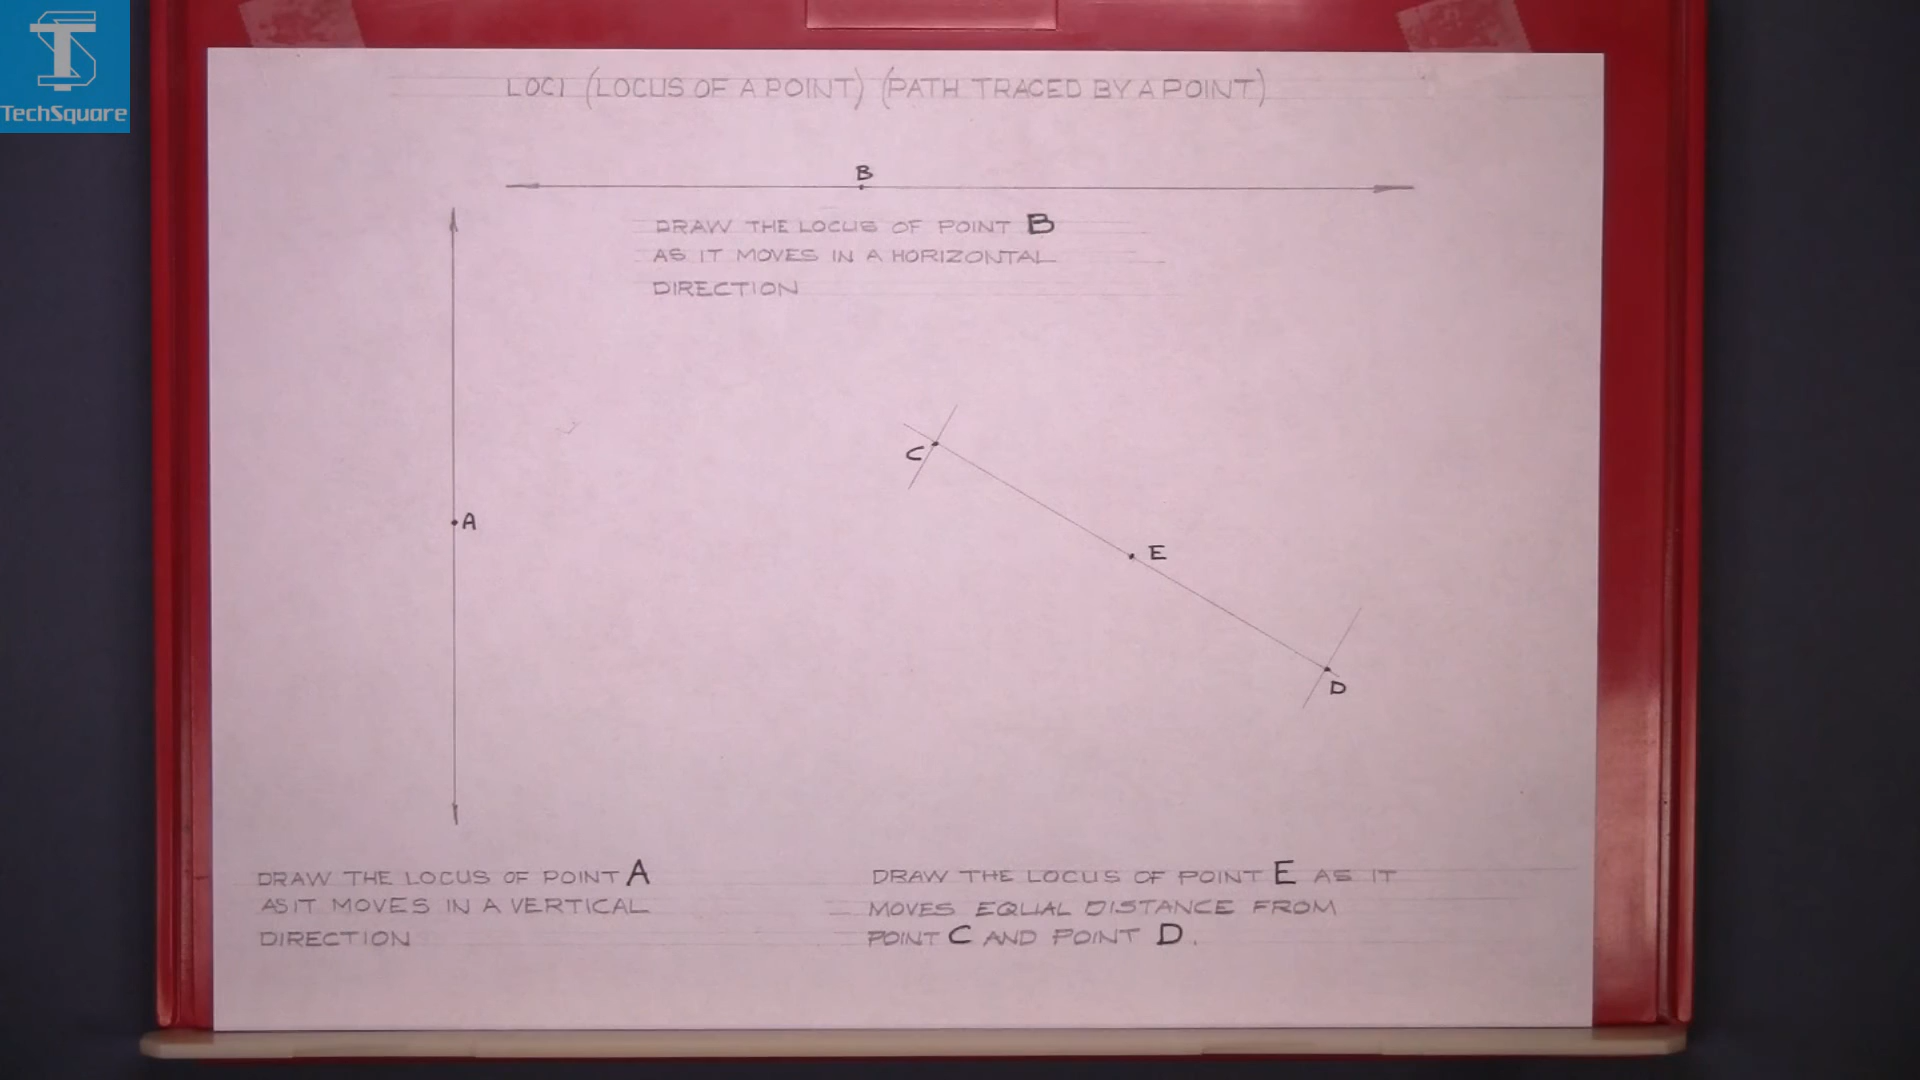 TechSquare
LOCI (LOCUS OF A POINT) (PATH TRACED BY A POINT)
B
DRAW THE LOCUS OF POINT B
AS IT MOVES IN A HORIZONTAL
DIRECTION
C
A
E
D
DRAW THE LOCUS OF POINT A
AS IT MOVES IN A VERTICAL
DIRECTION
DRAW THE LOCUS OF POINT E AS IT
MOVES EQUAL DISTANCE FROM
POINT C AND POINT D.